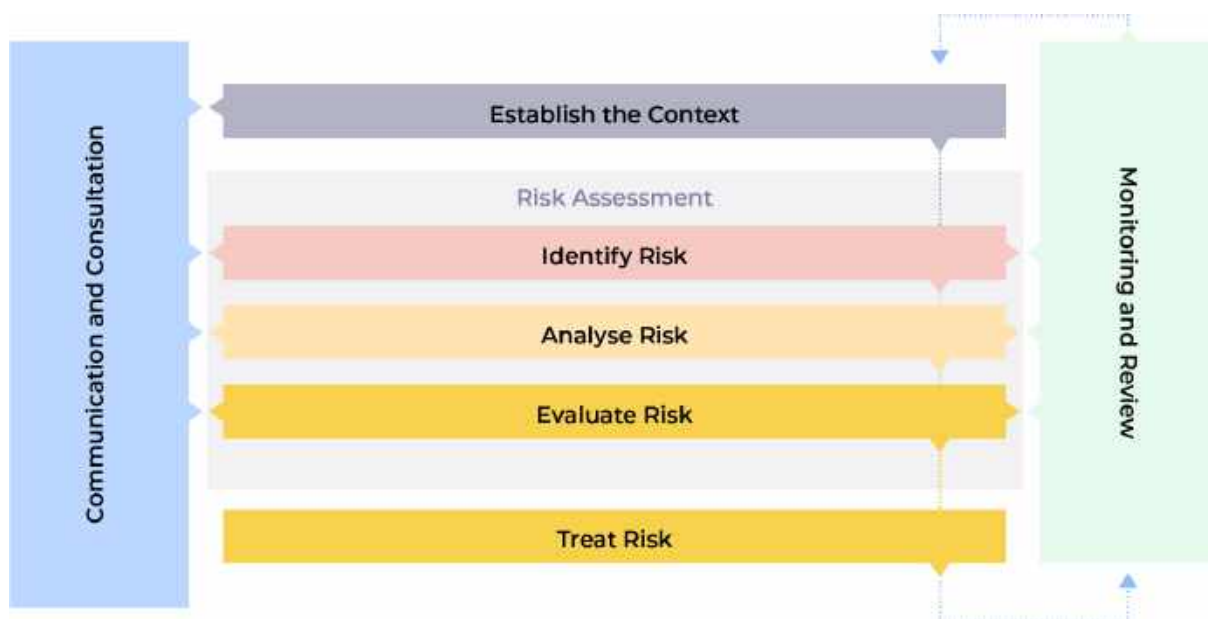 Communication and Consultation
Establish the Context
Risk Assessment
Identify Risk
Analyse Risk
Evaluate Risk
Treat Risk
Monitoring and Review